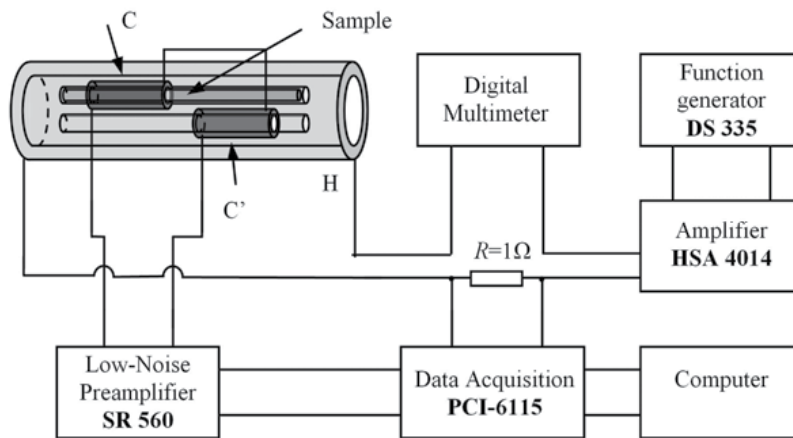 C
Sample
Digital
Multimeter
Function
generator
DS 335
H
C’
R=1Ω
Amplifier
HSA 4014
Low-Noise
Preamplifier
SR 560
Data Acquisition
PCI-6115
Computer